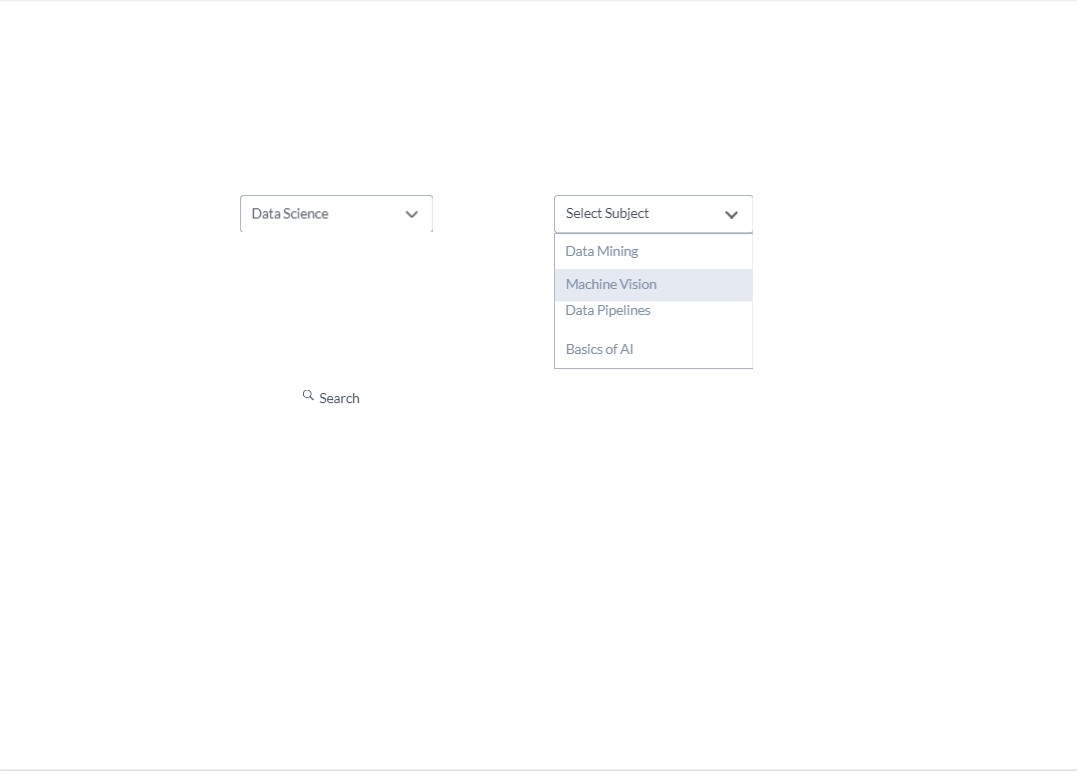 Data Science
Select Subject
Data Mining
Machine Vision
Data Pipelines
Basics of AI
Search